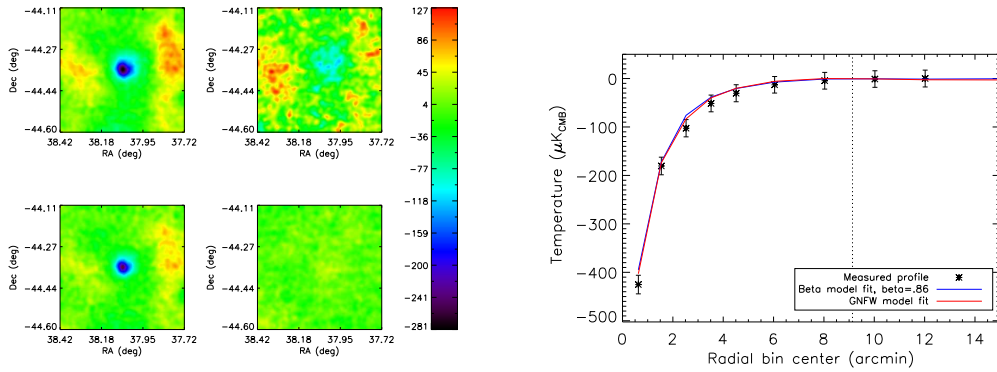 −44.11
−44.27
−44.44
−44.60
Dec (deg)
38.42 38.18 37.95 37.72
RA (deg)
−44.11
−44.27
−44.44
−44.60
Dec (deg)
38.42 38.18 37.95 37.72
RA (deg)
−44.11
−44.27
−44.44
−44.60
Dec (deg)
38.42 38.18 37.95 37.72
RA (deg)
−44.11
−44.27
−44.44
−44.60
Dec (deg)
38.42 38.18 37.95 37.72
RA (deg)
127
86
45
4
−36
−77
−118
−159
−200
−241
−281
0
−100
−200
−300
−400
−500
Temperature (μK_CMB)
Measured profile
Beta model fit, beta=.86
GNFW model fit
0 2 4 6 8 10 12 14
Radial bin center (arcmin)